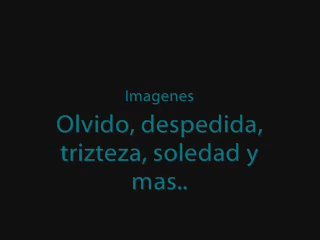 Imagenes
Olvido, despedida,
trizteza, soledad y
mas..